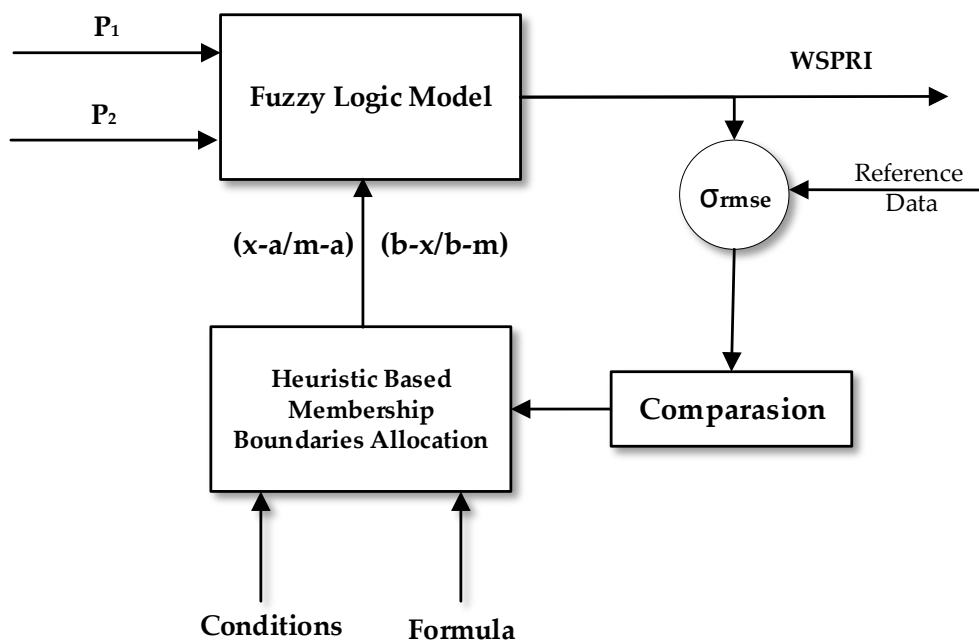 P₁
Fuzzy Logic Model
WSPRI
P₂
σrmse
Reference
Data
(x-a/m-a) (b-x/b-m)
Heuristic Based
Membership
Boundaries Allocation
Comparasion
Conditions
Formula